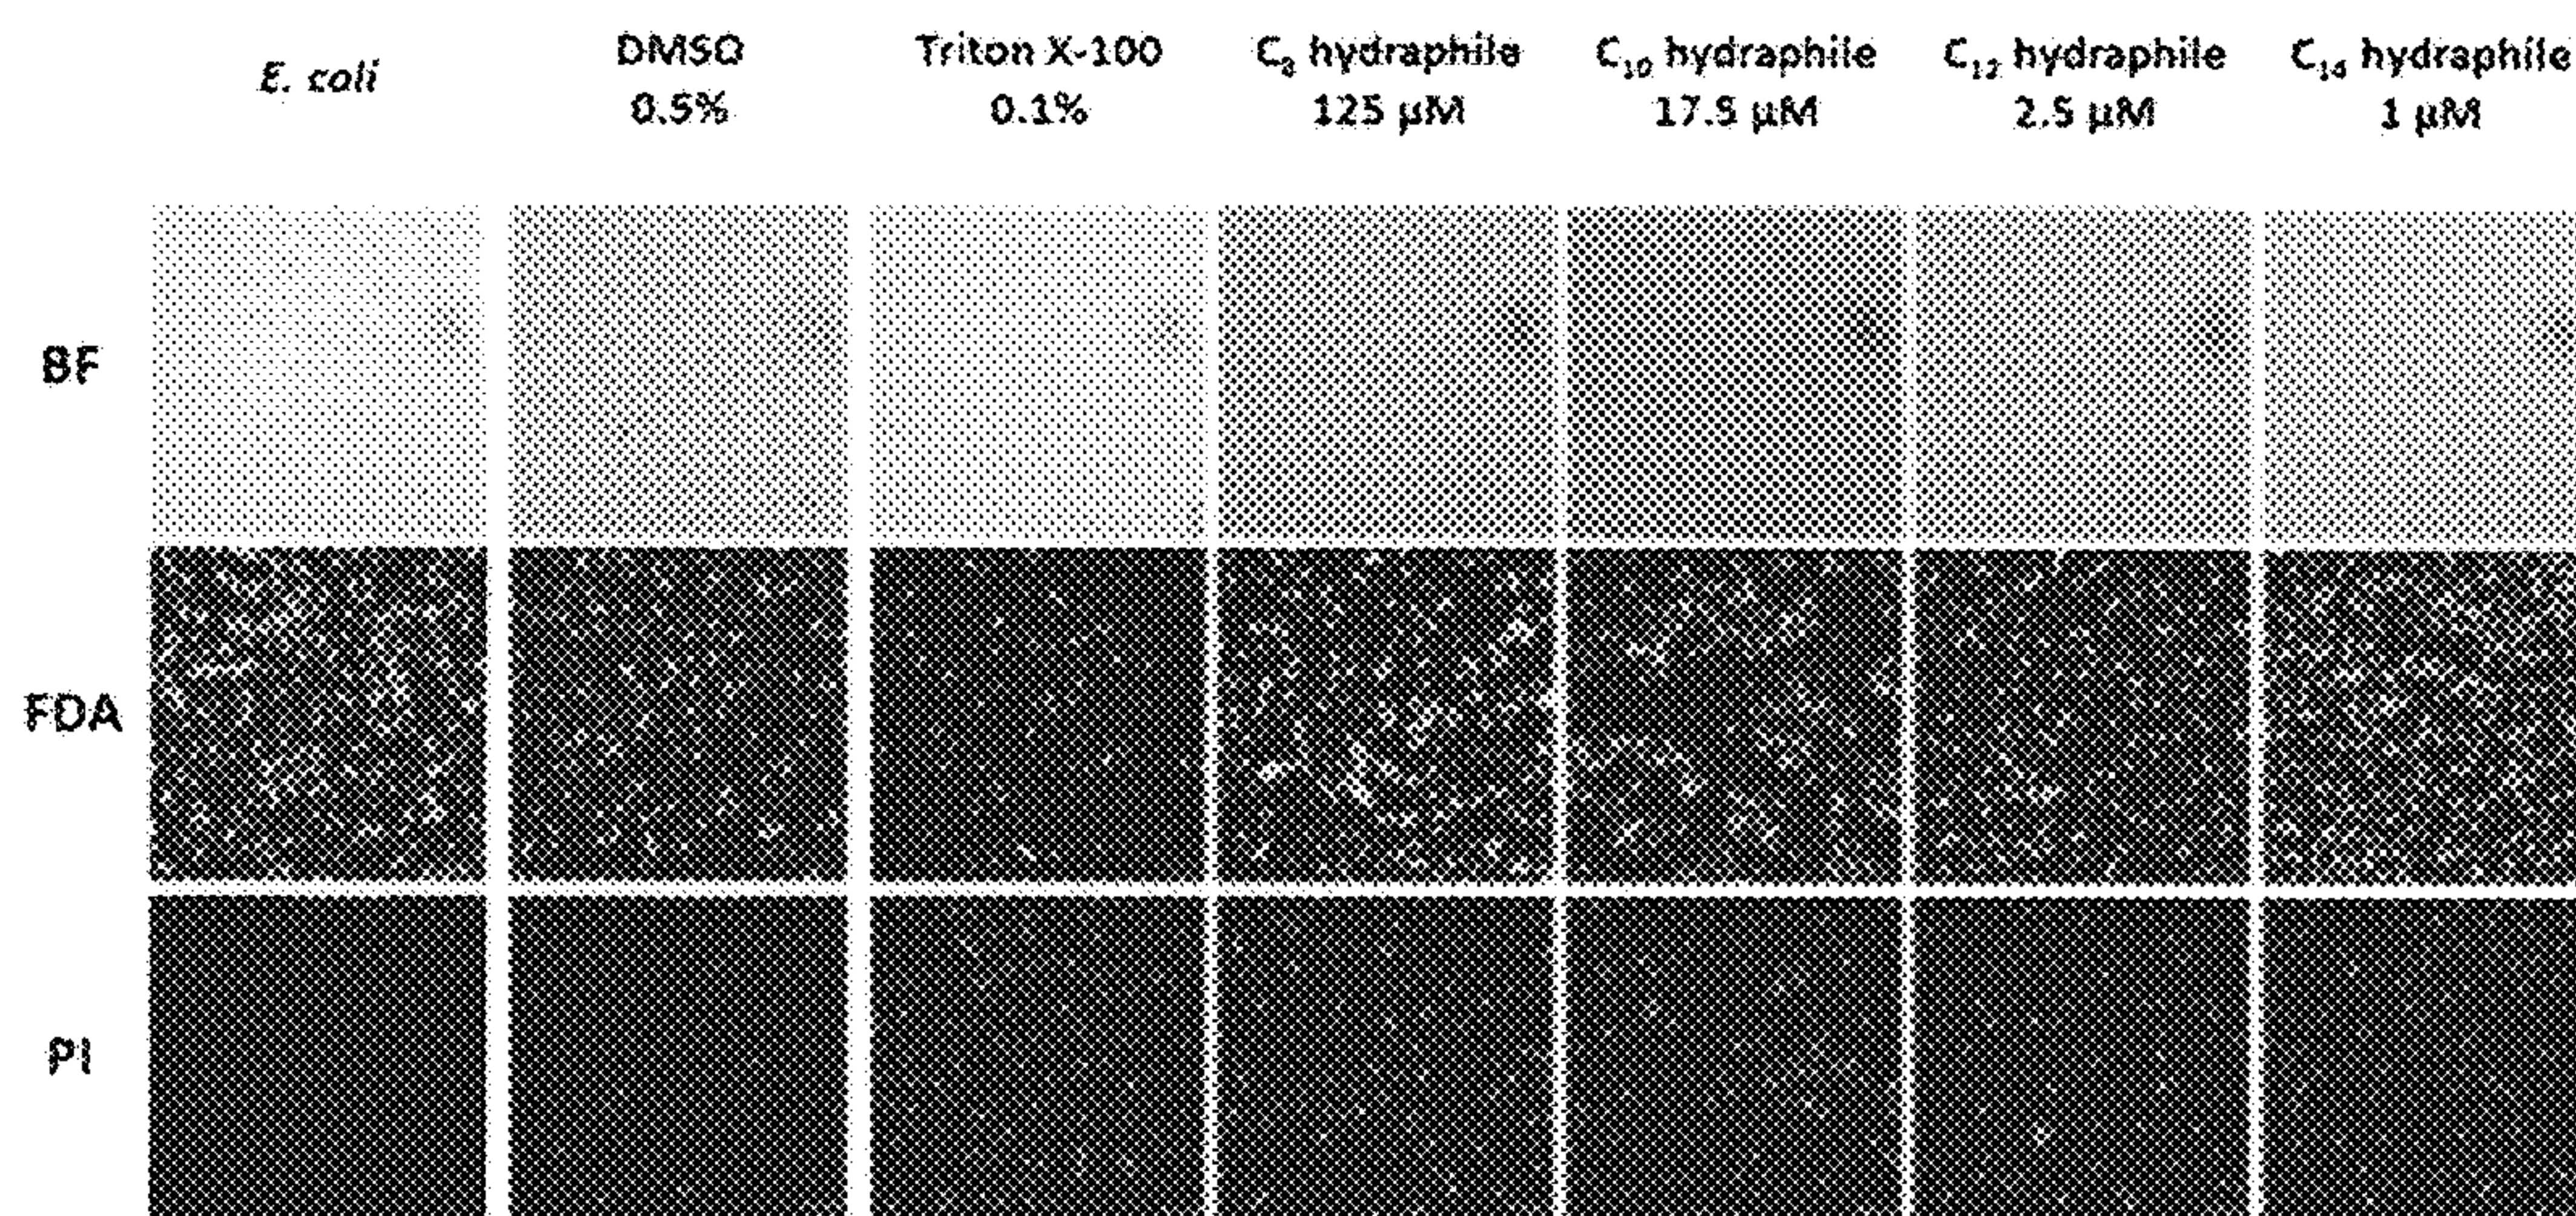 E. coli
DMSO
0.5%
Triton X-100
0.1%
C₈ hydraphile
125 µM
C₁₀ hydraphile
17.5 µM
C₁₂ hydraphile
2.5 µM
C₁₄ hydraphile
1 µM
BF
FDA
PI